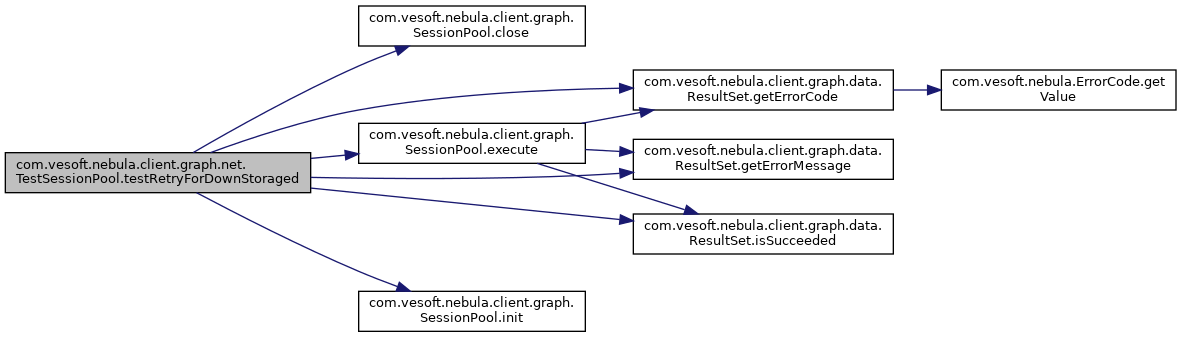 com.vesoft.nebula.client.graph.
SessionPool.close
com.vesoft.nebula.client.graph.data.
ResultSet.getErrorCode
com.vesoft.nebula.ErrorCode.get
Value
com.vesoft.nebula.client.graph.
SessionPool.execute
com.vesoft.nebula.client.graph.data.
ResultSet.getErrorMessage
com.vesoft.nebula.client.graph.net.
TestSessionPool.testRetryForDownStoraged
com.vesoft.nebula.client.graph.data.
ResultSet.isSucceeded
com.vesoft.nebula.client.graph.
SessionPool.init